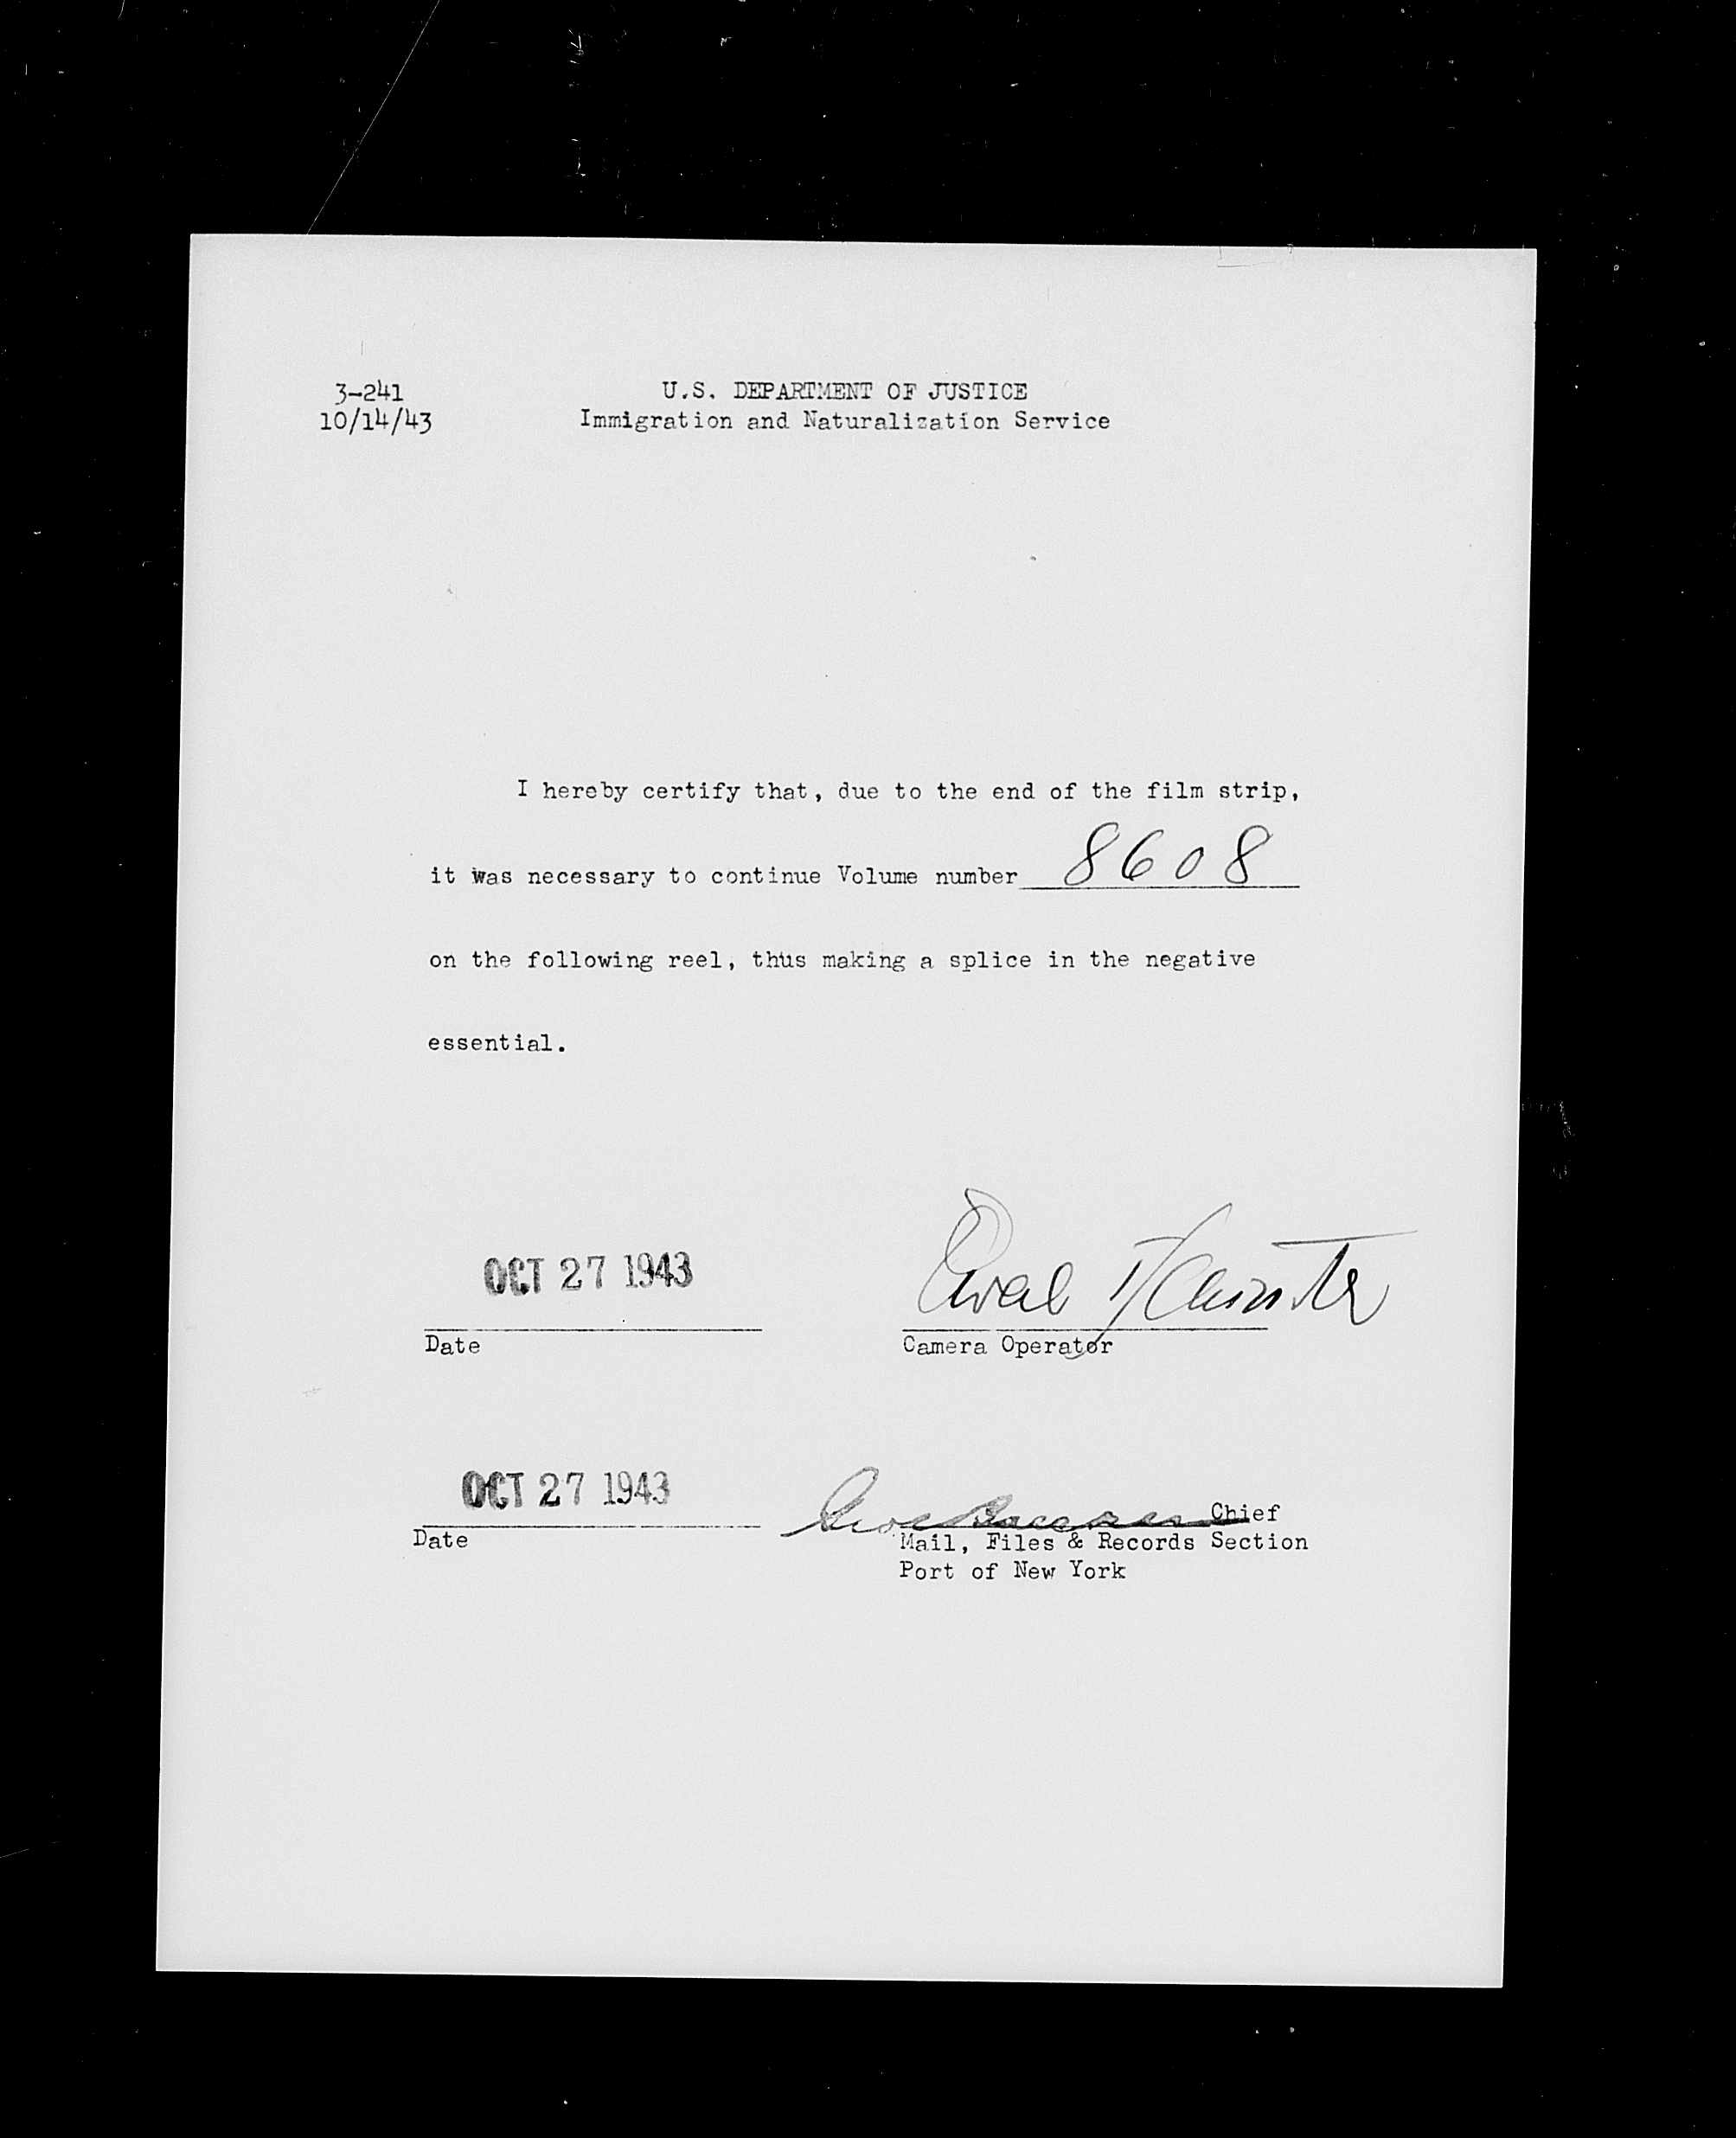 3-241
10/14/43
U.S. DEPARTMENT OF JUSTICE
Immigration and Naturalization Service
I hereby certify that, due to the end of the film strip,
it was necessary to continue Volume number 8608
on the following reel, thus making a splice in the negative
essential.
OCT 27 1943
Date
Camera Operator
OCT 27 1943
Date
Chief
Mail, Files & Records Section
Port of New York